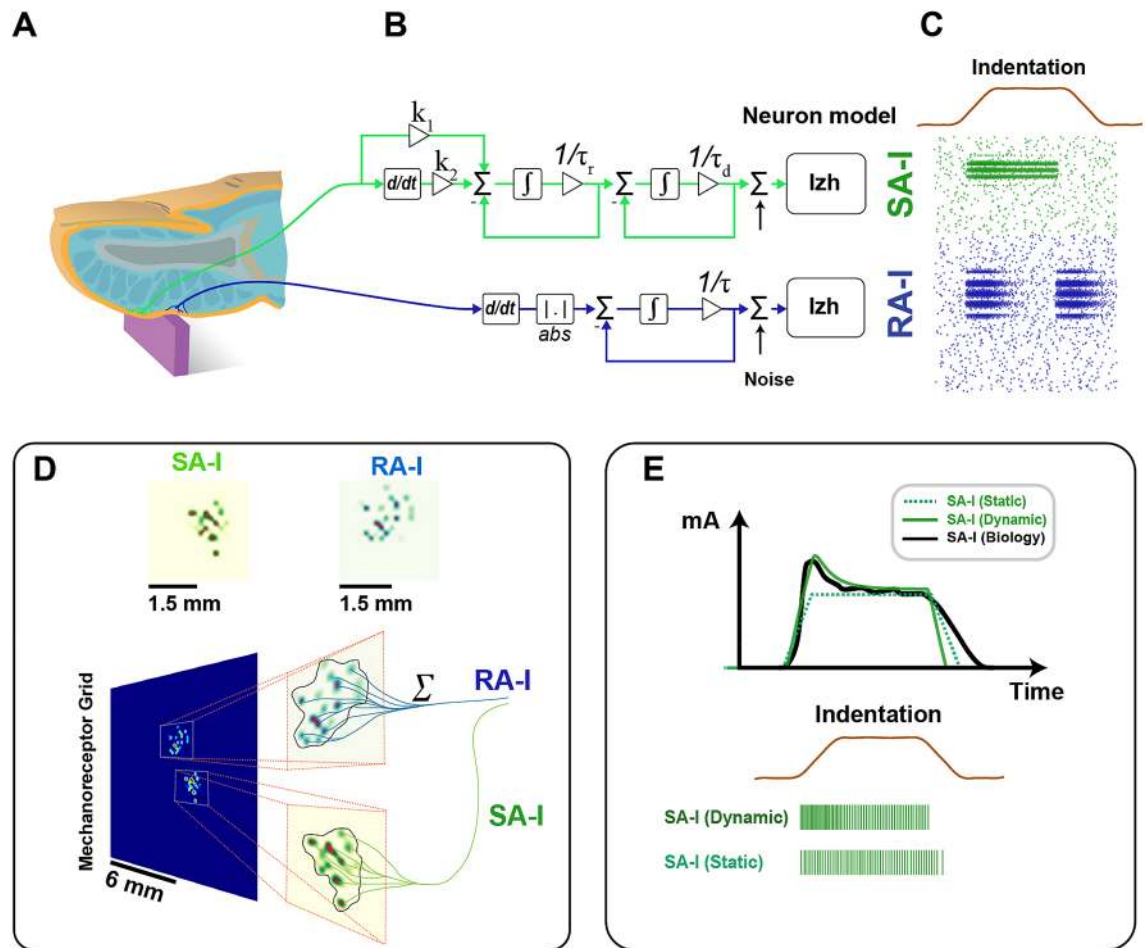 A
B
C
Indentation
Neuron model
k1
d/dt
k2
Σ
-
∫
1/τr
Σ
-
∫
1/τd
Σ
Izh
SA-I
d/dt
| . |
abs
Σ
-
∫
1/τ
Σ
Izh
Noise
RA-I
D
SA-I
RA-I
1.5 mm
1.5 mm
Mechanoreceptor Grid
6 mm
Σ
RA-I
SA-I
E
mA
SA-I (Static)
SA-I (Dynamic)
SA-I (Biology)
Time
Indentation
SA-I (Dynamic)
SA-I (Static)